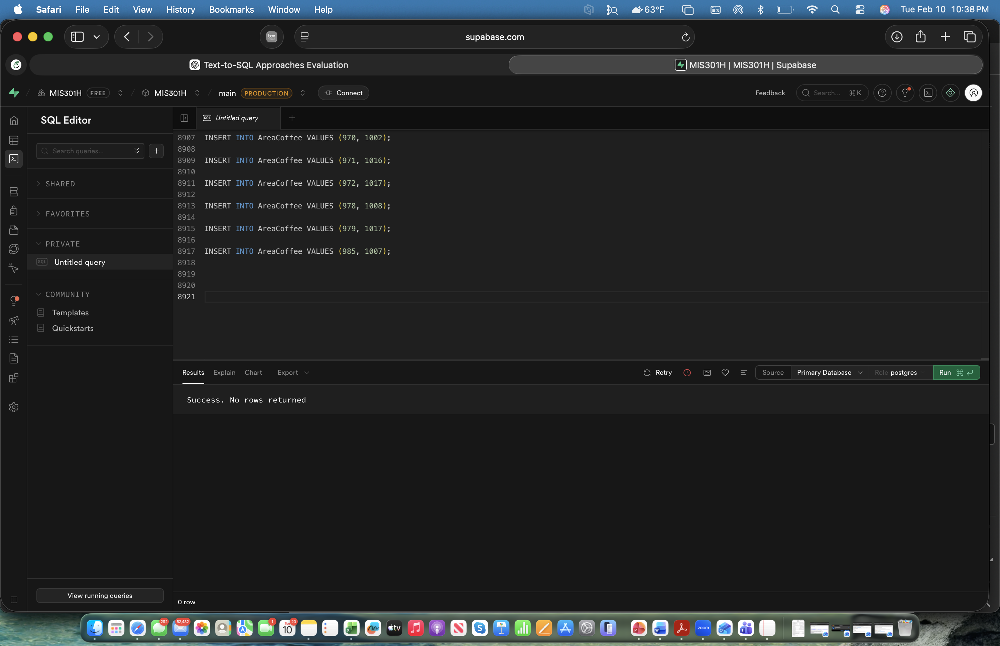 Safari File Edit View History Bookmarks Window Help 63°F Tue Feb 10 10:38 PM
box
supabase.com
Text-to-SQL Approaches Evaluation
MIS301H | MIS301H | Supabase
MIS301H FREE / MIS301H / main PRODUCTION Connect Feedback Search... ⌘K
SQL Editor
SQL Untitled query
Search queries...
SHARED
FAVORITES
PRIVATE
SQL Untitled query
COMMUNITY
Templates
Quickstarts
View running queries
8907 INSERT INTO AreaCoffee VALUES (970, 1002);
8908
8909 INSERT INTO AreaCoffee VALUES (971, 1016);
8910
8911 INSERT INTO AreaCoffee VALUES (972, 1017);
8912
8913 INSERT INTO AreaCoffee VALUES (978, 1008);
8914
8915 INSERT INTO AreaCoffee VALUES (979, 1017);
8916
8917 INSERT INTO AreaCoffee VALUES (985, 1007);
8918
8919
8920
8921
Results Explain Chart Export Retry Source Primary Database Role postgres Run ⌘
Success. No rows returned
0 row
292 52,432 1 Tue 10 20 tv zoom